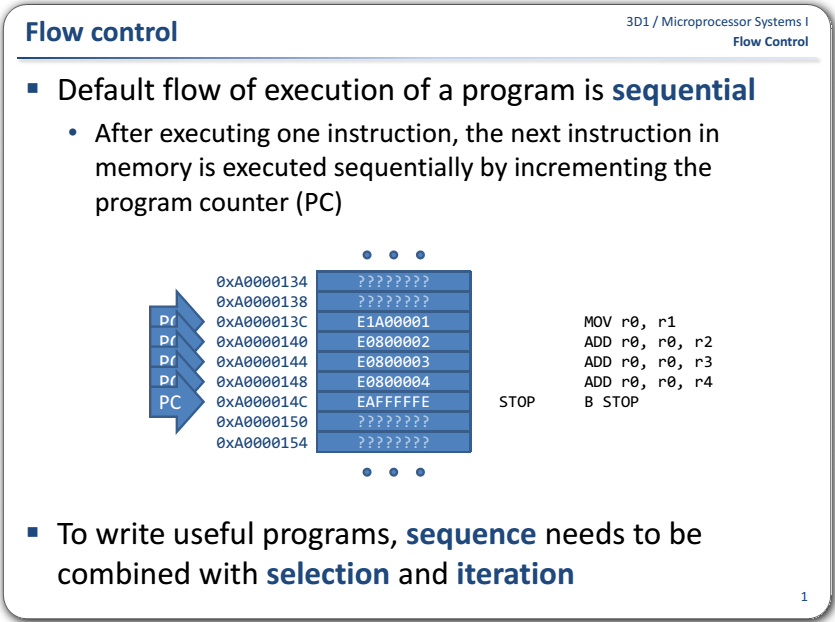 Flow control
3D1 / Microprocessor Systems I
Flow Control
Default flow of execution of a program is sequential
After executing one instruction, the next instruction in
memory is executed sequentially by incrementing the
program counter (PC)
0xA0000134 ????????
0xA0000138 ????????
PC 0xA000013C E1A00001 MOV r0, r1
PC 0xA0000140 E0800002 ADD r0, r0, r2
PC 0xA0000144 E0800003 ADD r0, r0, r3
PC 0xA0000148 E0800004 ADD r0, r0, r4
PC 0xA000014C EAFFFFFE STOP B STOP
0xA0000150 ????????
0xA0000154 ????????
To write useful programs, sequence needs to be
combined with selection and iteration
1